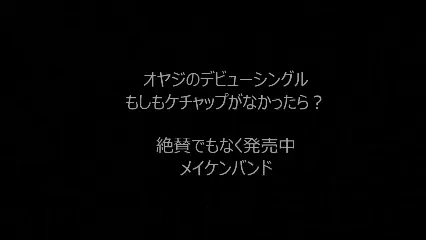 オヤジのデビューシングル
もしもケチャップがなかったら？
絶賛でもなく発売中
メイケンバンド